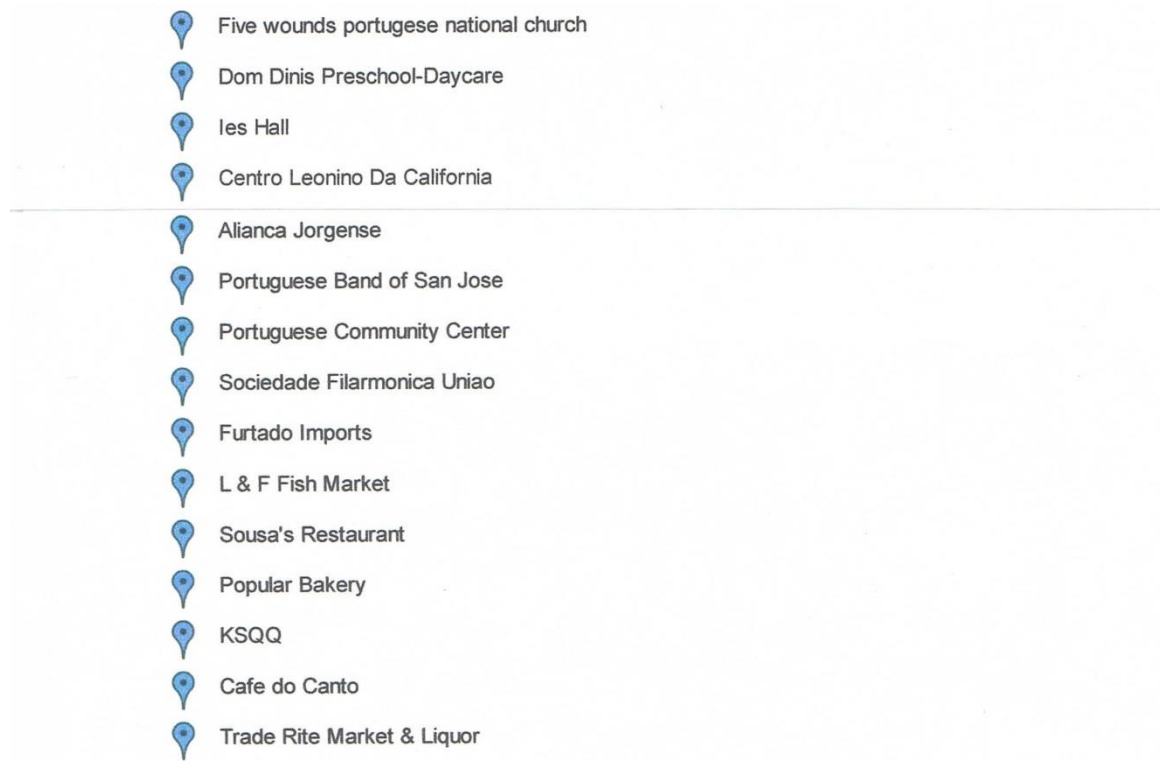 Five wounds portugese national church
Dom Dinis Preschool-Daycare
Ies Hall
Centro Leonino Da California
Alianca Jorgense
Portuguese Band of San Jose
Portuguese Community Center
Sociedade Filarmonica Uniao
Furtado Imports
L & F Fish Market
Sousa's Restaurant
Popular Bakery
KSQQ
Cafe do Canto
Trade Rite Market & Liquor